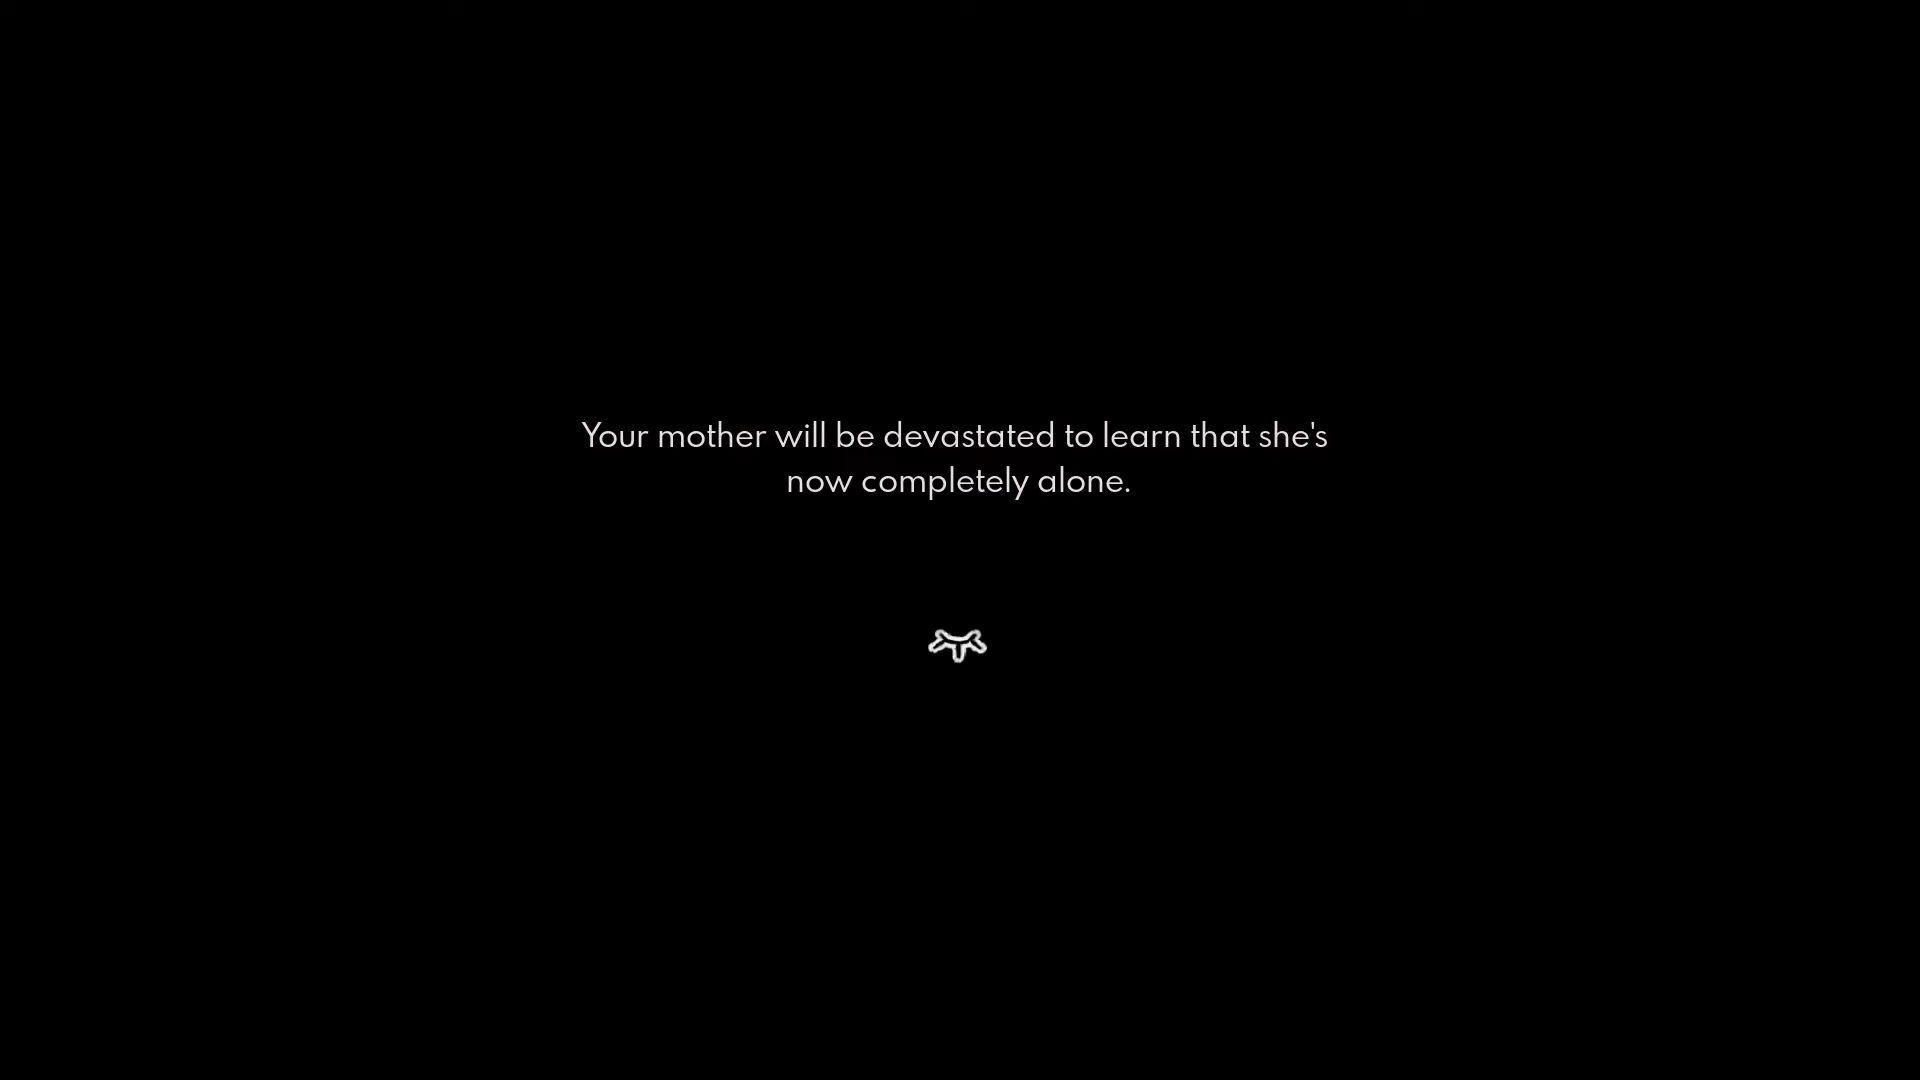 Your mother will be devastated to learn that she's
now completely alone.